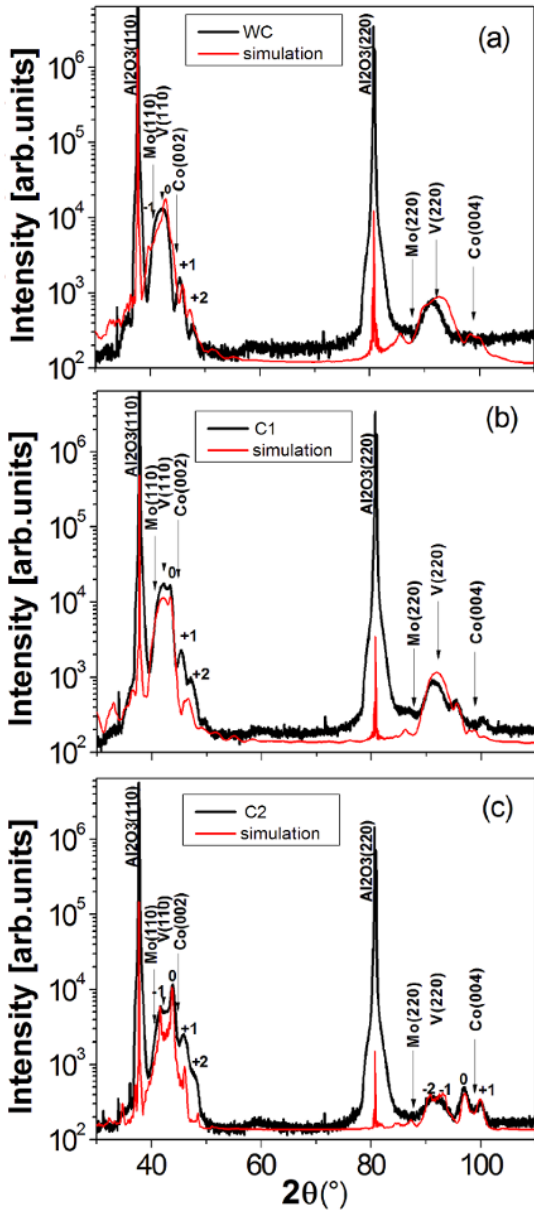 (a)
WC
simulation
Al2O3(110)
Mo(110)
V(110)
Co(002)
-1
0
+1
+2
Al2O3(220)
Mo(220)
V(220)
Co(004)
Intensity [arb.units]
10^6
10^5
10^4
10^3
10^2
(b)
C1
simulation
Al2O3(110)
Mo(110)
V(110)
Co(002)
0
+1
+2
Al2O3(220)
Mo(220)
V(220)
Co(004)
Intensity [arb.units]
10^6
10^5
10^4
10^3
10^2
(c)
C2
simulation
Al2O3(110)
Mo(110)
V(110)
Co(002)
-1
0
+1
+2
Al2O3(220)
Mo(220)
V(220)
Co(004)
-2
-1
0
+1
Intensity [arb.units]
10^6
10^5
10^4
10^3
10^2
40 60 80 100
2θ(°)